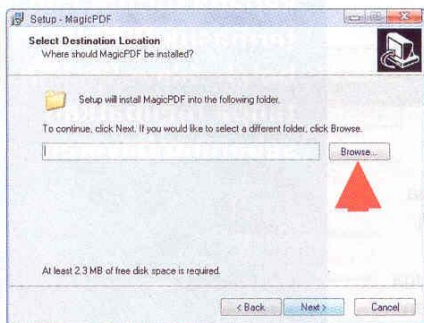 Setup - MagicPDF
Select Destination Location
Where should MagicPDF be installed?
Setup will install MagicPDF into the following folder.
To continue, click Next. If you would like to select a different folder, click Browse.
Browse...
At least 2.3 MB of free disk space is required.
< Back
Next >
Cancel